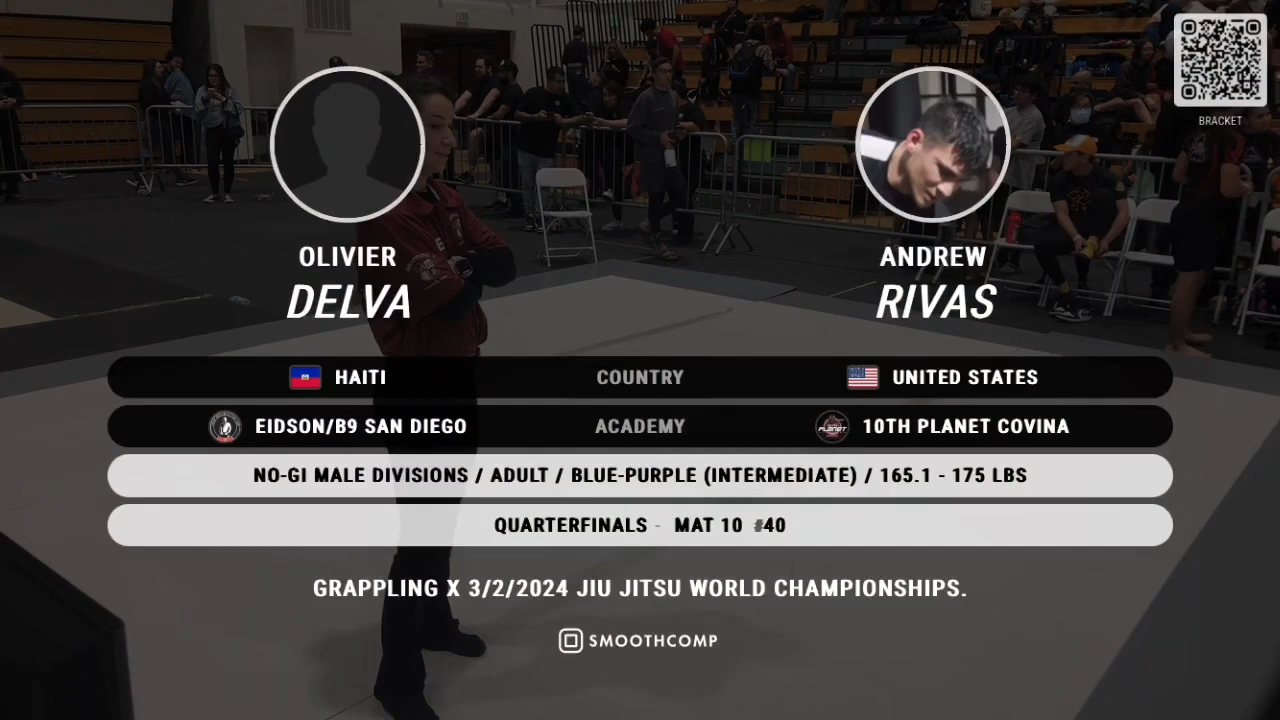 BRACKET
OLIVIER
DELVA
ANDREW
RIVAS
HAITI COUNTRY UNITED STATES
EIDSON/B9 SAN DIEGO ACADEMY 10TH PLANET COVINA
NO-GI MALE DIVISIONS / ADULT / BLUE-PURPLE (INTERMEDIATE) / 165.1 - 175 LBS
QUARTERFINALS - MAT 10 #40
GRAPPLING X 3/2/2024 JIU JITSU WORLD CHAMPIONSHIPS.
SMOOTHCOMP